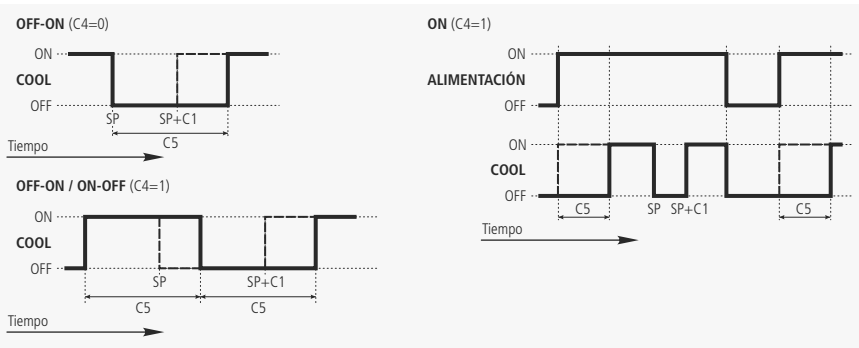 OFF-ON (C4=0)
ON
COOL
OFF
SP
SP+C1
C5
Tiempo
OFF-ON / ON-OFF (C4=1)
ON
COOL
OFF
SP
SP+C1
C5
C5
Tiempo
ON (C4=1)
ON
ALIMENTACIÓN
OFF
ON
COOL
OFF
C5
SP
SP+C1
C5
Tiempo